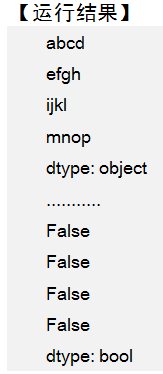 【运行结果】
abcd
efgh
ijkl
mnop
dtype: object
...........
False
False
False
False
dtype: bool